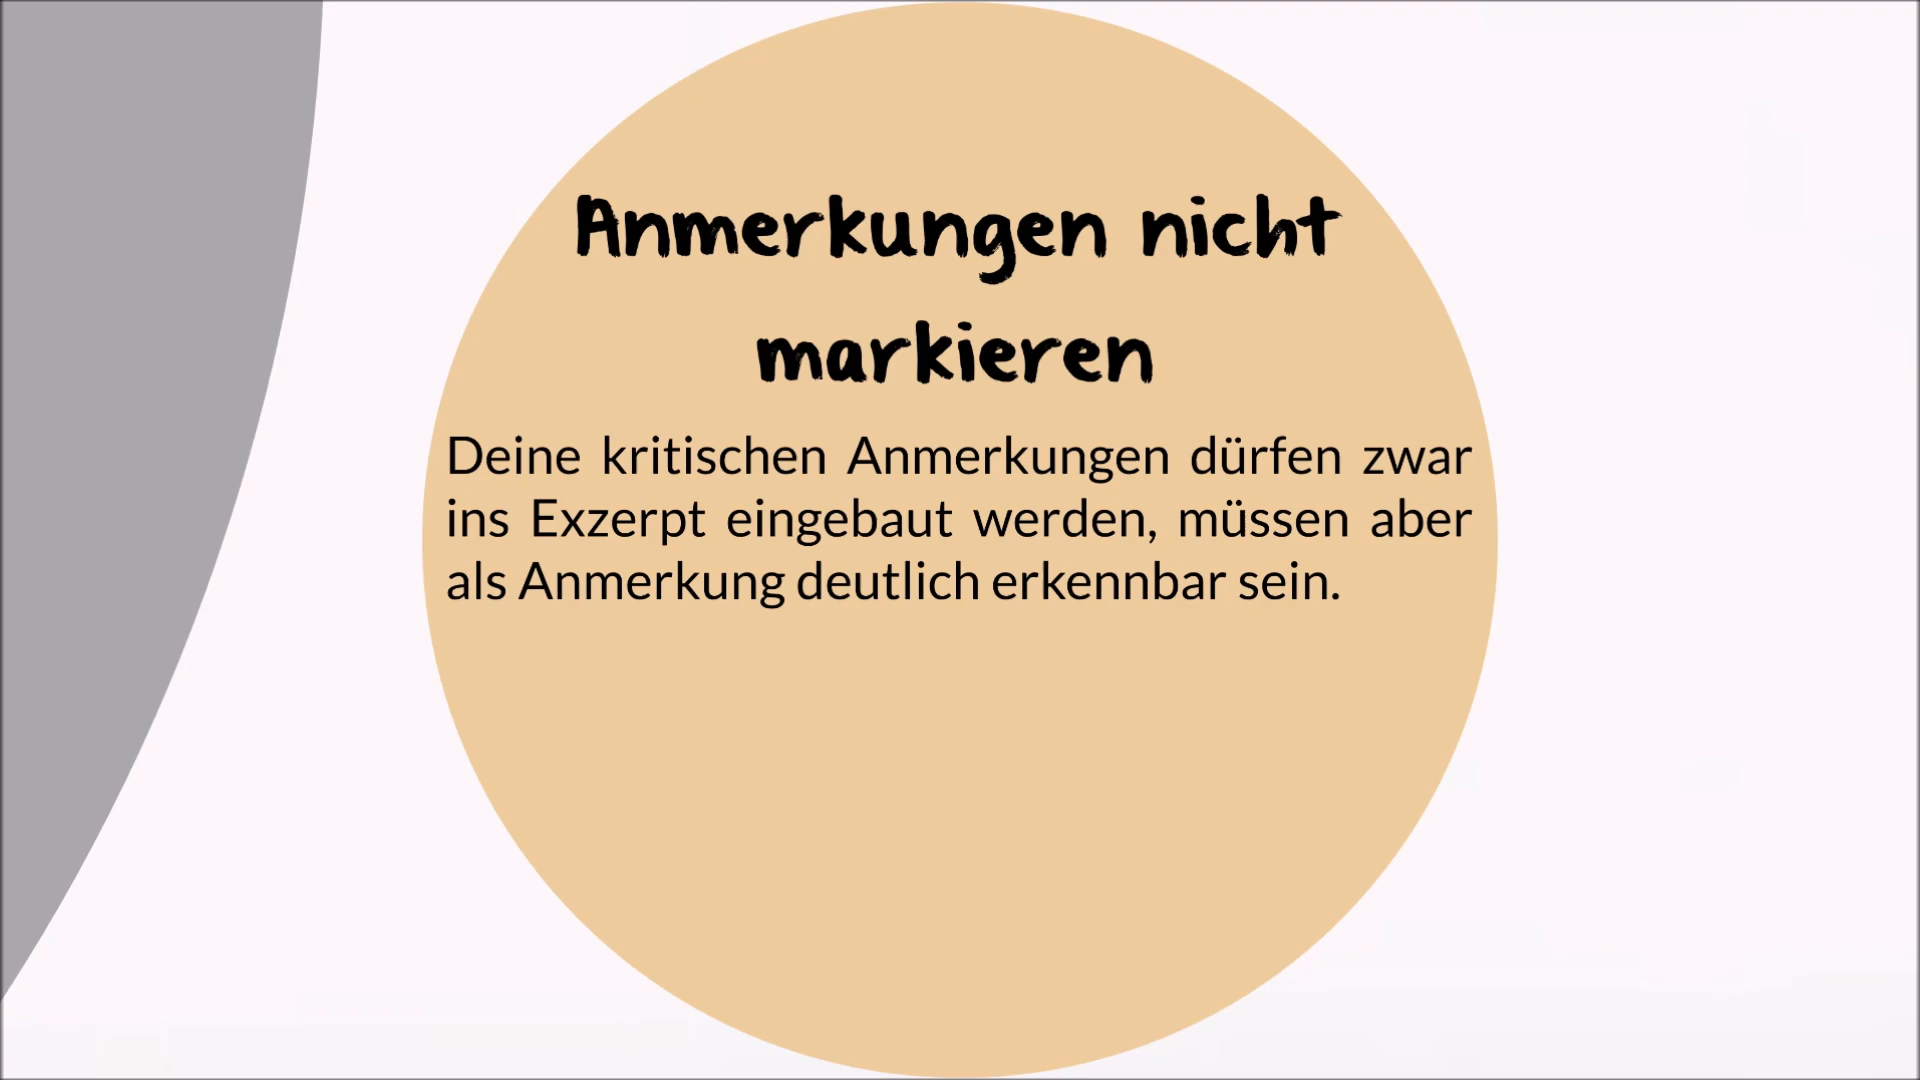 Anmerkungen nicht
markieren
Deine kritischen Anmerkungen dürfen zwar
ins Exzerpt eingebaut werden, müssen aber
als Anmerkung deutlich erkennbar sein.